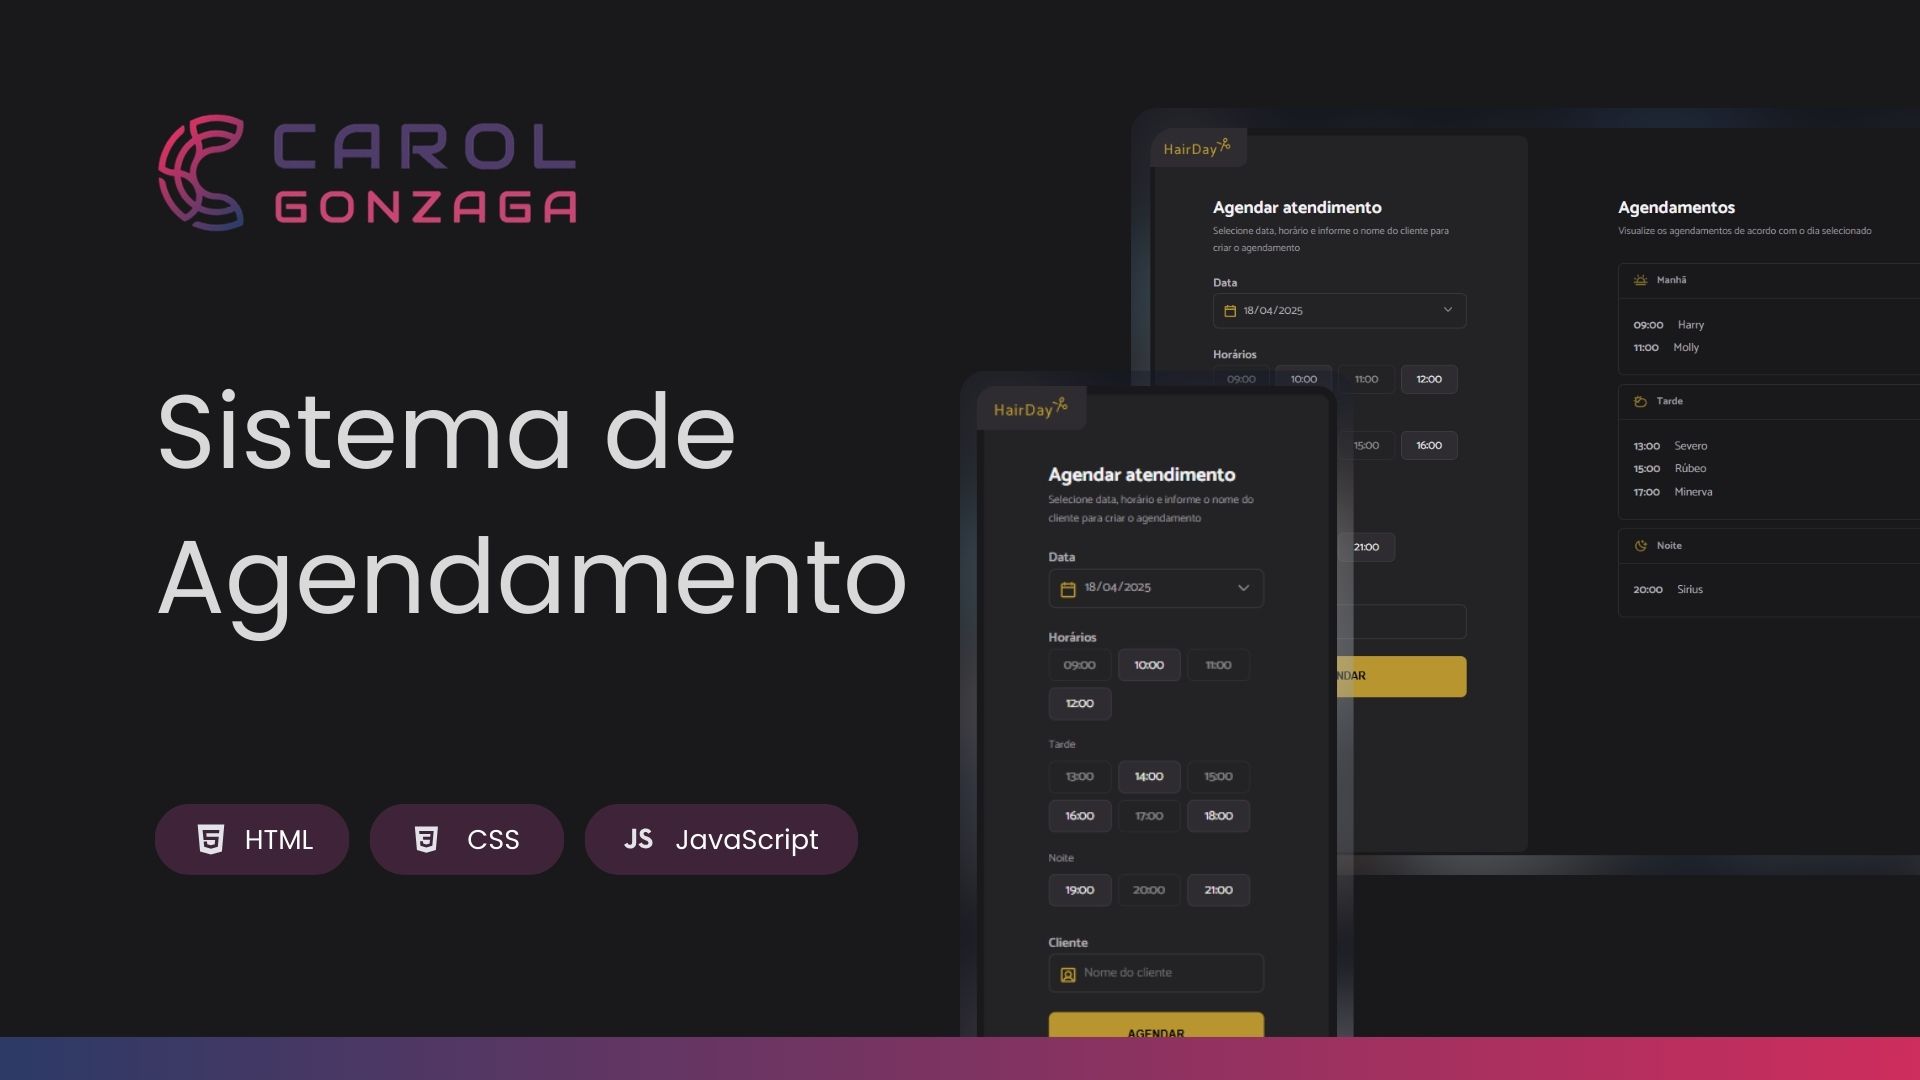 CAROL
GONZAGA
Sistema de
Agendamento
HTML
CSS
JS JavaScript
HairDay
Agendar atendimento
Selecione data, horário e informe o nome do cliente para
criar o agendamento
Data
18/04/2025
Horários
09:00 10:00 11:00 12:00
15:00 16:00
21:00
NDAR
Agendamentos
Visualize os agendamentos de acordo com o dia selecionado
Manhã
09:00 Harry
11:00 Molly
Tarde
13:00 Severo
15:00 Rúbeo
17:00 Minerva
Noite
20:00 Sirius
HairDay
Agendar atendimento
Selecione data, horário e informe o nome do
cliente para criar o agendamento
Data
18/04/2025
Horários
09:00 10:00 11:00
12:00
Tarde
13:00 14:00 15:00
16:00 17:00 18:00
Noite
19:00 20:00 21:00
Cliente
Nome do cliente
AGENDAR